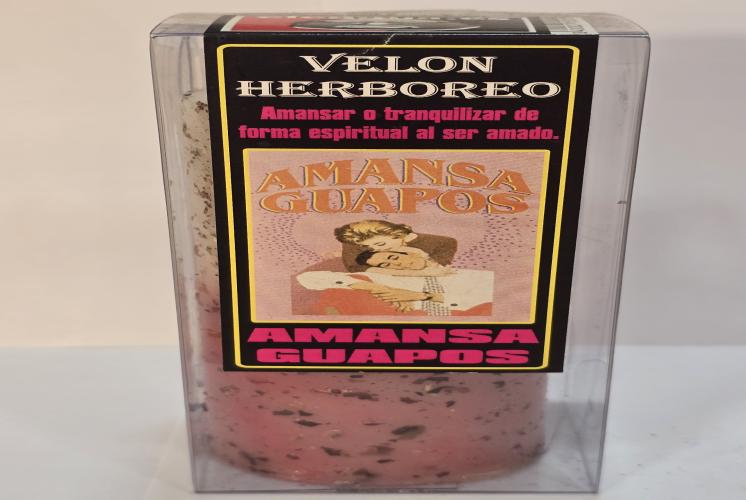 VELON
HERBOREO
Amansar o tranquilizar de
forma espiritual al ser amado.
AMANSA
GUAPOS
AMANSA
GUAPOS